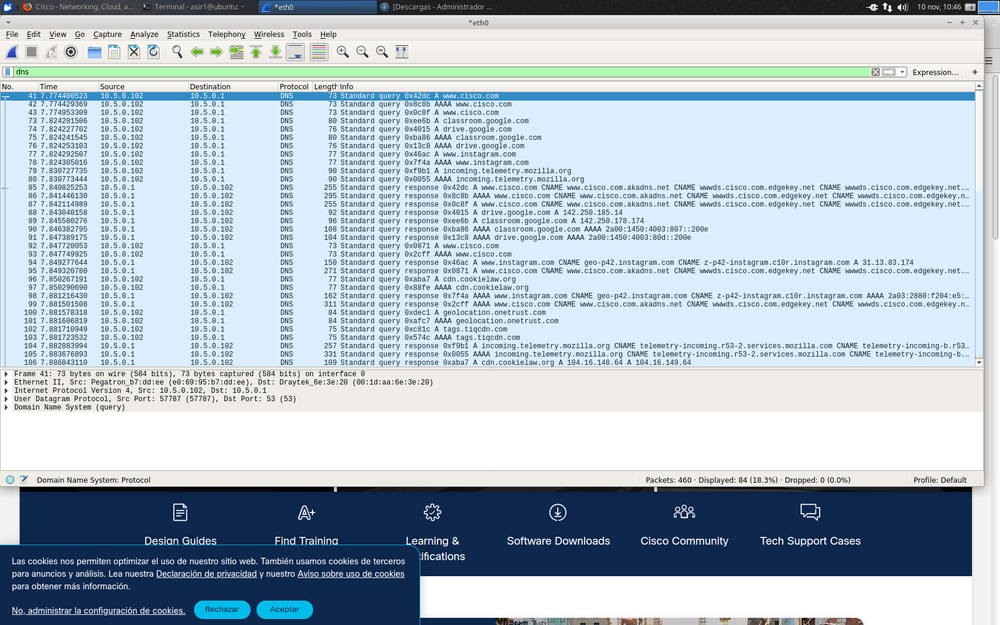 Cisco - Networking, Cloud, a...
Terminal - asir1@ubuntu: ~
*eth0
[Descargas - Administrador ...
10 nov, 10:46
*eth0
File Edit View Go Capture Analyze Statistics Telephony Wireless Tools Help
dns
Expression...
+
No. Time Source Destination Protocol Length Info
41 7.774400523 10.5.0.102 10.5.0.1 DNS 73 Standard query 0x42dc A www.cisco.com
42 7.774429369 10.5.0.102 10.5.0.1 DNS 73 Standard query 0x8c8b AAAA www.cisco.com
43 7.774953309 10.5.0.102 10.5.0.1 DNS 73 Standard query 0x0c8f A www.cisco.com
73 7.824201506 10.5.0.102 10.5.0.1 DNS 80 Standard query 0xee6b A classroom.google.com
74 7.824227702 10.5.0.102 10.5.0.1 DNS 76 Standard query 0x4015 A drive.google.com
75 7.824241545 10.5.0.102 10.5.0.1 DNS 80 Standard query 0xba86 AAAA classroom.google.com
76 7.824253103 10.5.0.102 10.5.0.1 DNS 76 Standard query 0x13c8 AAAA drive.google.com
77 7.824292507 10.5.0.102 10.5.0.1 DNS 77 Standard query 0x46ac A www.instagram.com
78 7.824305016 10.5.0.102 10.5.0.1 DNS 77 Standard query 0x7f4a AAAA www.instagram.com
79 7.830727735 10.5.0.102 10.5.0.1 DNS 90 Standard query 0xf9b1 A incoming.telemetry.mozilla.org
80 7.830773444 10.5.0.102 10.5.0.1 DNS 90 Standard query 0x0055 AAAA incoming.telemetry.mozilla.org
85 7.840825253 10.5.0.1 10.5.0.102 DNS 255 Standard query response 0x42dc A www.cisco.com CNAME www.cisco.com.akadns.net CNAME wwwds.cisco.com.edgekey.net CNAME wwwds.cisco.com.edgekey.net.…
86 7.841446130 10.5.0.1 10.5.0.102 DNS 295 Standard query response 0x8c8b AAAA www.cisco.com CNAME www.cisco.com.akadns.net CNAME wwwds.cisco.com.edgekey.net CNAME wwwds.cisco.com.edgekey.n…
87 7.842114989 10.5.0.1 10.5.0.102 DNS 255 Standard query response 0x0c8f A www.cisco.com CNAME www.cisco.com.akadns.net CNAME wwwds.cisco.com.edgekey.net CNAME wwwds.cisco.com.edgekey.net.…
88 7.843040158 10.5.0.1 10.5.0.102 DNS 92 Standard query response 0x4015 A drive.google.com A 142.250.185.14
89 7.845580276 10.5.0.1 10.5.0.102 DNS 96 Standard query response 0xee6b A classroom.google.com A 142.250.178.174
90 7.846382795 10.5.0.1 10.5.0.102 DNS 108 Standard query response 0xba86 AAAA classroom.google.com AAAA 2a00:1450:4003:807::200e
91 7.847389175 10.5.0.1 10.5.0.102 DNS 104 Standard query response 0x13c8 AAAA drive.google.com AAAA 2a00:1450:4003:80d::200e
92 7.847720053 10.5.0.102 10.5.0.1 DNS 73 Standard query 0x0871 A www.cisco.com
93 7.847749925 10.5.0.102 10.5.0.1 DNS 73 Standard query 0x2cff AAAA www.cisco.com
94 7.849277644 10.5.0.1 10.5.0.102 DNS 150 Standard query response 0x46ac A www.instagram.com CNAME geo-p42.instagram.com CNAME z-p42-instagram.c10r.instagram.com A 31.13.83.174
95 7.849320780 10.5.0.1 10.5.0.102 DNS 271 Standard query response 0x0871 A www.cisco.com CNAME www.cisco.com.akadns.net CNAME wwwds.cisco.com.edgekey.net CNAME wwwds.cisco.com.edgekey.net.…
96 7.850267191 10.5.0.102 10.5.0.1 DNS 77 Standard query 0xaba7 A cdn.cookielaw.org
97 7.850290690 10.5.0.102 10.5.0.1 DNS 77 Standard query 0x88fe AAAA cdn.cookielaw.org
98 7.881216430 10.5.0.1 10.5.0.102 DNS 162 Standard query response 0x7f4a AAAA www.instagram.com CNAME geo-p42.instagram.com CNAME z-p42-instagram.c10r.instagram.com AAAA 2a03:2880:f204:e5:…
99 7.881501508 10.5.0.1 10.5.0.102 DNS 311 Standard query response 0x2cff AAAA www.cisco.com CNAME www.cisco.com.akadns.net CNAME wwwds.cisco.com.edgekey.net CNAME wwwds.cisco.com.edgekey.n…
100 7.881578318 10.5.0.102 10.5.0.1 DNS 84 Standard query 0xdec1 A geolocation.onetrust.com
101 7.881606819 10.5.0.102 10.5.0.1 DNS 84 Standard query 0xafc7 AAAA geolocation.onetrust.com
102 7.881710949 10.5.0.102 10.5.0.1 DNS 75 Standard query 0xc81c A tags.tiqcdn.com
103 7.881723532 10.5.0.102 10.5.0.1 DNS 75 Standard query 0x574c AAAA tags.tiqcdn.com
104 7.882883994 10.5.0.1 10.5.0.102 DNS 257 Standard query response 0xf9b1 A incoming.telemetry.mozilla.org CNAME telemetry-incoming.r53-2.services.mozilla.com CNAME telemetry-incoming-b.r53…
105 7.883676893 10.5.0.1 10.5.0.102 DNS 331 Standard query response 0x0055 AAAA incoming.telemetry.mozilla.org CNAME telemetry-incoming.r53-2.services.mozilla.com CNAME telemetry-incoming-b.…
106 7.886843110 10.5.0.1 10.5.0.102 DNS 109 Standard query response 0xaba7 A cdn.cookielaw.org A 104.16.148.64 A 104.16.149.64
Frame 41: 73 bytes on wire (584 bits), 73 bytes captured (584 bits) on interface 0
Ethernet II, Src: Pegatron_b7:dd:ee (e0:69:95:b7:dd:ee), Dst: Draytek_6e:3e:20 (00:1d:aa:6e:3e:20)
Internet Protocol Version 4, Src: 10.5.0.102, Dst: 10.5.0.1
User Datagram Protocol, Src Port: 57787 (57787), Dst Port: 53 (53)
Domain Name System (query)
Domain Name System: Protocol
Packets: 460 · Displayed: 84 (18.3%) · Dropped: 0 (0.0%)
Profile: Default
Design Guides
Find Training
Learning &
tifications
Software Downloads
Cisco Community
Tech Support Cases
Las cookies nos permiten optimizar el uso de nuestro sitio web. También usamos cookies de terceros
para anuncios y análisis. Lea nuestra Declaración de privacidad y nuestro Aviso sobre uso de cookies
para obtener más información.
No, administrar la configuración de cookies.
Rechazar
Aceptar